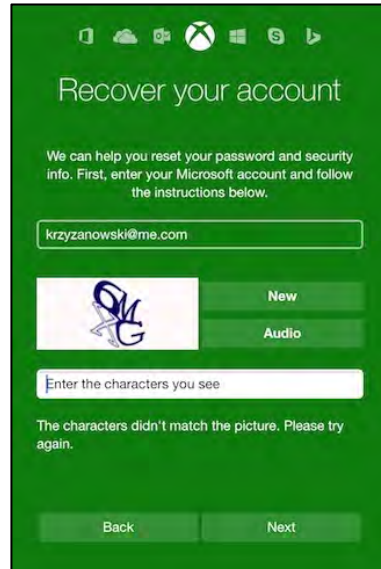 Recover your account
We can help you reset your password and security
info. First, enter your Microsoft account and follow
the instructions below.
krzyzanowski@me.com
New
Audio
Enter the characters you see
The characters didn't match the picture. Please try
again.
Back
Next